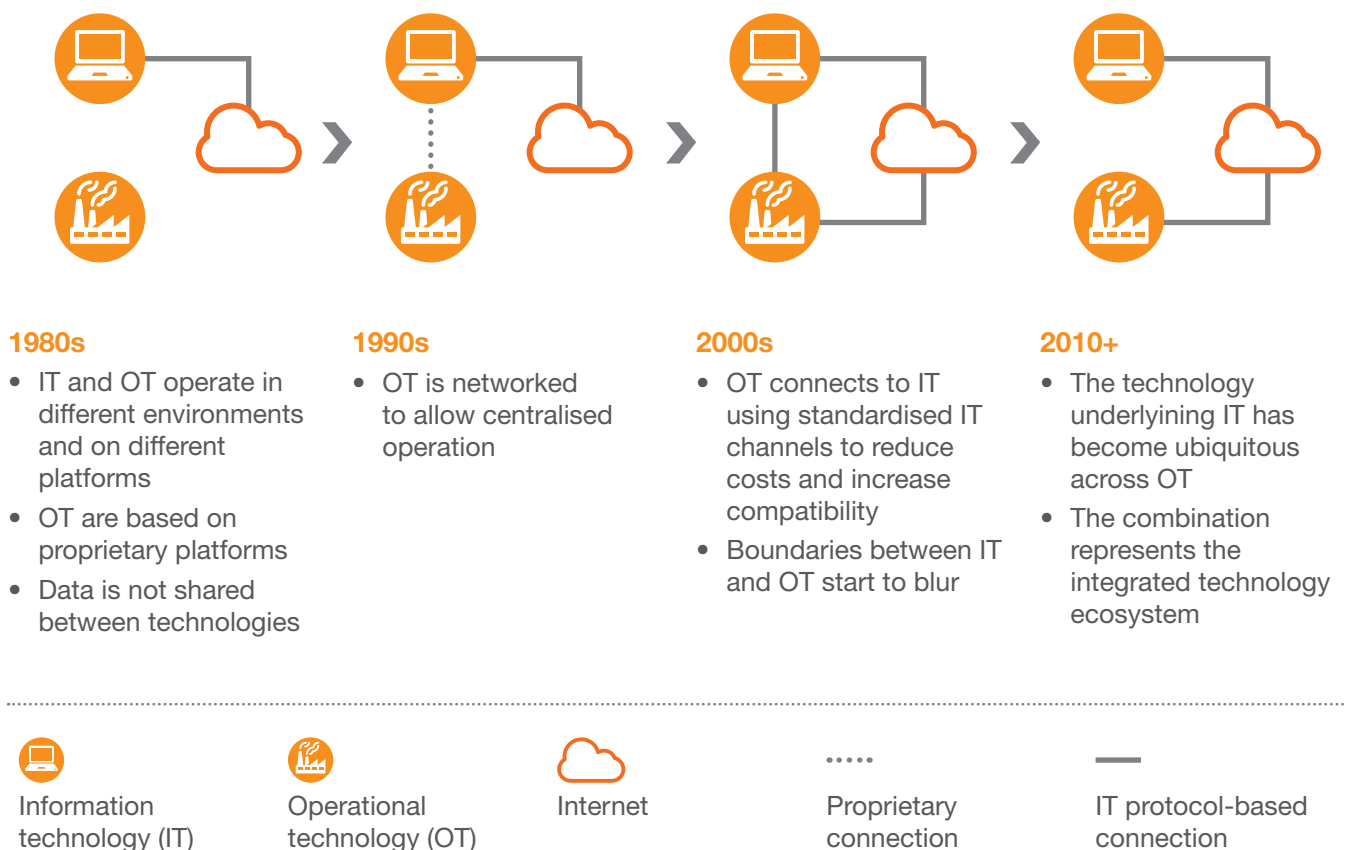 1980s
• IT and OT operate in
different environments
and on different
platforms
• OT are based on
proprietary platforms
• Data is not shared
between technologies
1990s
• OT is networked
to allow centralised
operation
2000s
• OT connects to IT
using standardised IT
channels to reduce
costs and increase
compatibility
• Boundaries between IT
and OT start to blur
2010+
• The technology
underlyining IT has
become ubiquitous
across OT
• The combination
represents the
integrated technology
ecosystem
Information
technology (IT)
Operational
technology (OT)
Internet
Proprietary
connection
IT protocol-based
connection